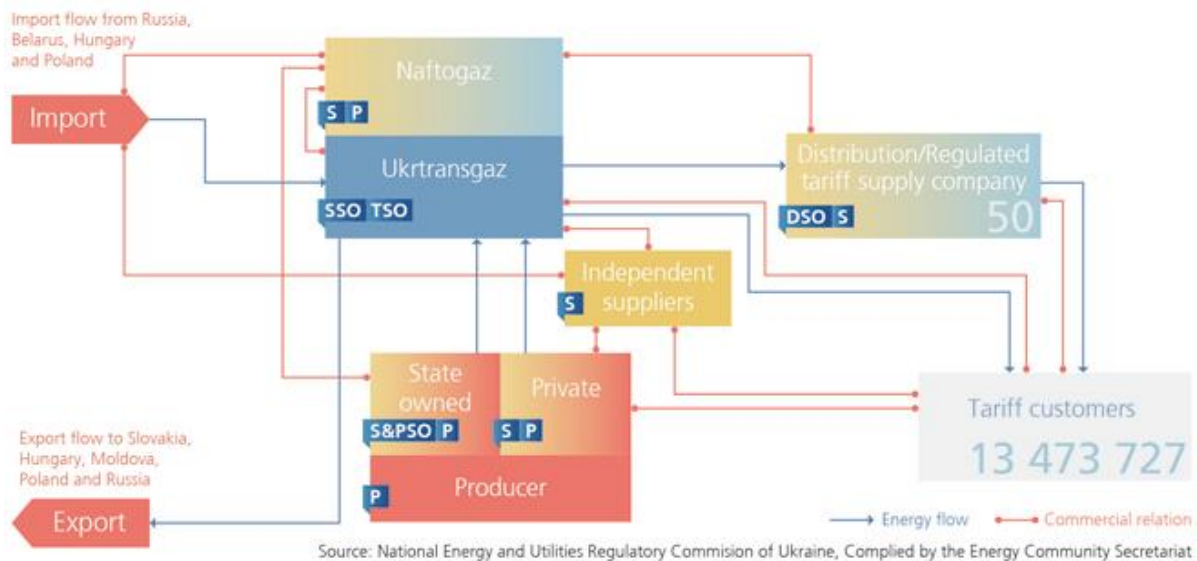 Import flow from Russia,
Belarus, Hungary
and Poland
Import
Naftogaz
S P
Ukrtransgaz
SSO TSO
Distribution/Regulated
tariff supply company
50
DSO S
Independent
suppliers
S
State
owned
S&PSO P
Private
S P
Producer
P
Tariff customers
13 473 727
Export flow to Slovakia,
Hungary, Moldova,
Poland and Russia
Export
Energy flow
Commercial relation
Source: National Energy and Utilities Regulatory Commision of Ukraine, Complied by the Energy Community Secretariat